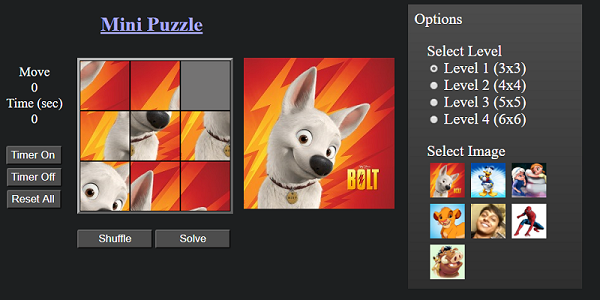 Mini Puzzle
Move
0
Time (sec)
0
Timer On
Timer Off
Reset All
Shuffle
Solve
BOLT
Options
Select Level
Level 1 (3x3)
Level 2 (4x4)
Level 3 (5x5)
Level 4 (6x6)
Select Image